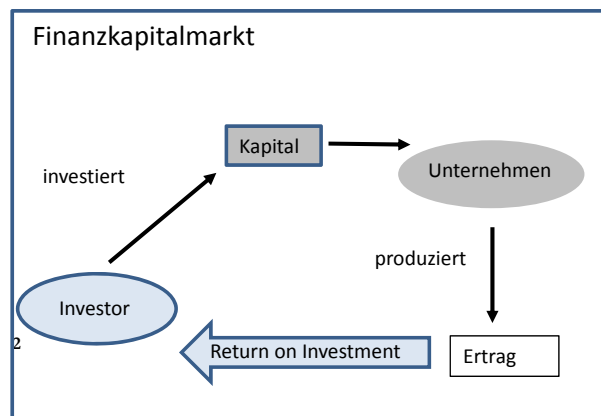 Finanzkapitalmarkt
Kapital
Unternehmen
investiert
produziert
Investor
2
Return on Investment
Ertrag